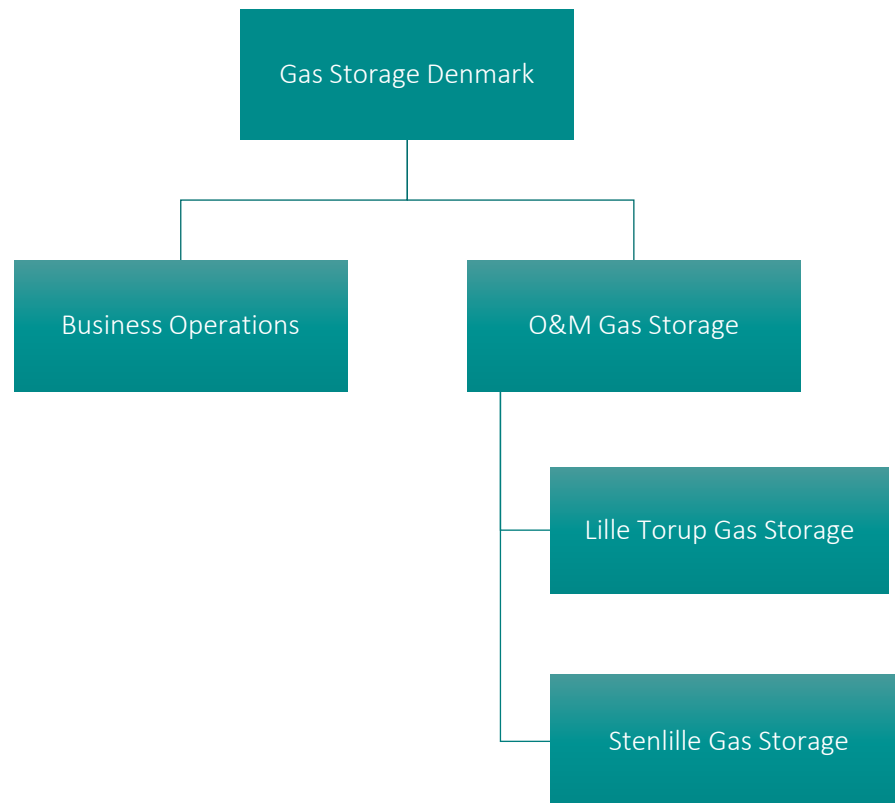 Gas Storage Denmark
Business Operations
O&M Gas Storage
Lille Torup Gas Storage
Stenlille Gas Storage